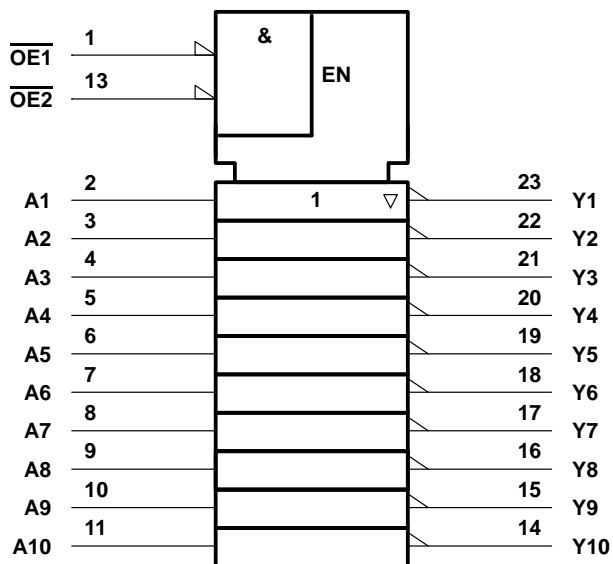 &
1
OE1
EN
13
OE2
2 23
A1 1 Y1
3 22
A2 Y2
4 21
A3 Y3
5 20
A4 Y4
6 19
A5 Y5
7 18
A6 Y6
8 17
A7 Y7
9 16
A8 Y8
10 15
A9 Y9
11 14
A10 Y10